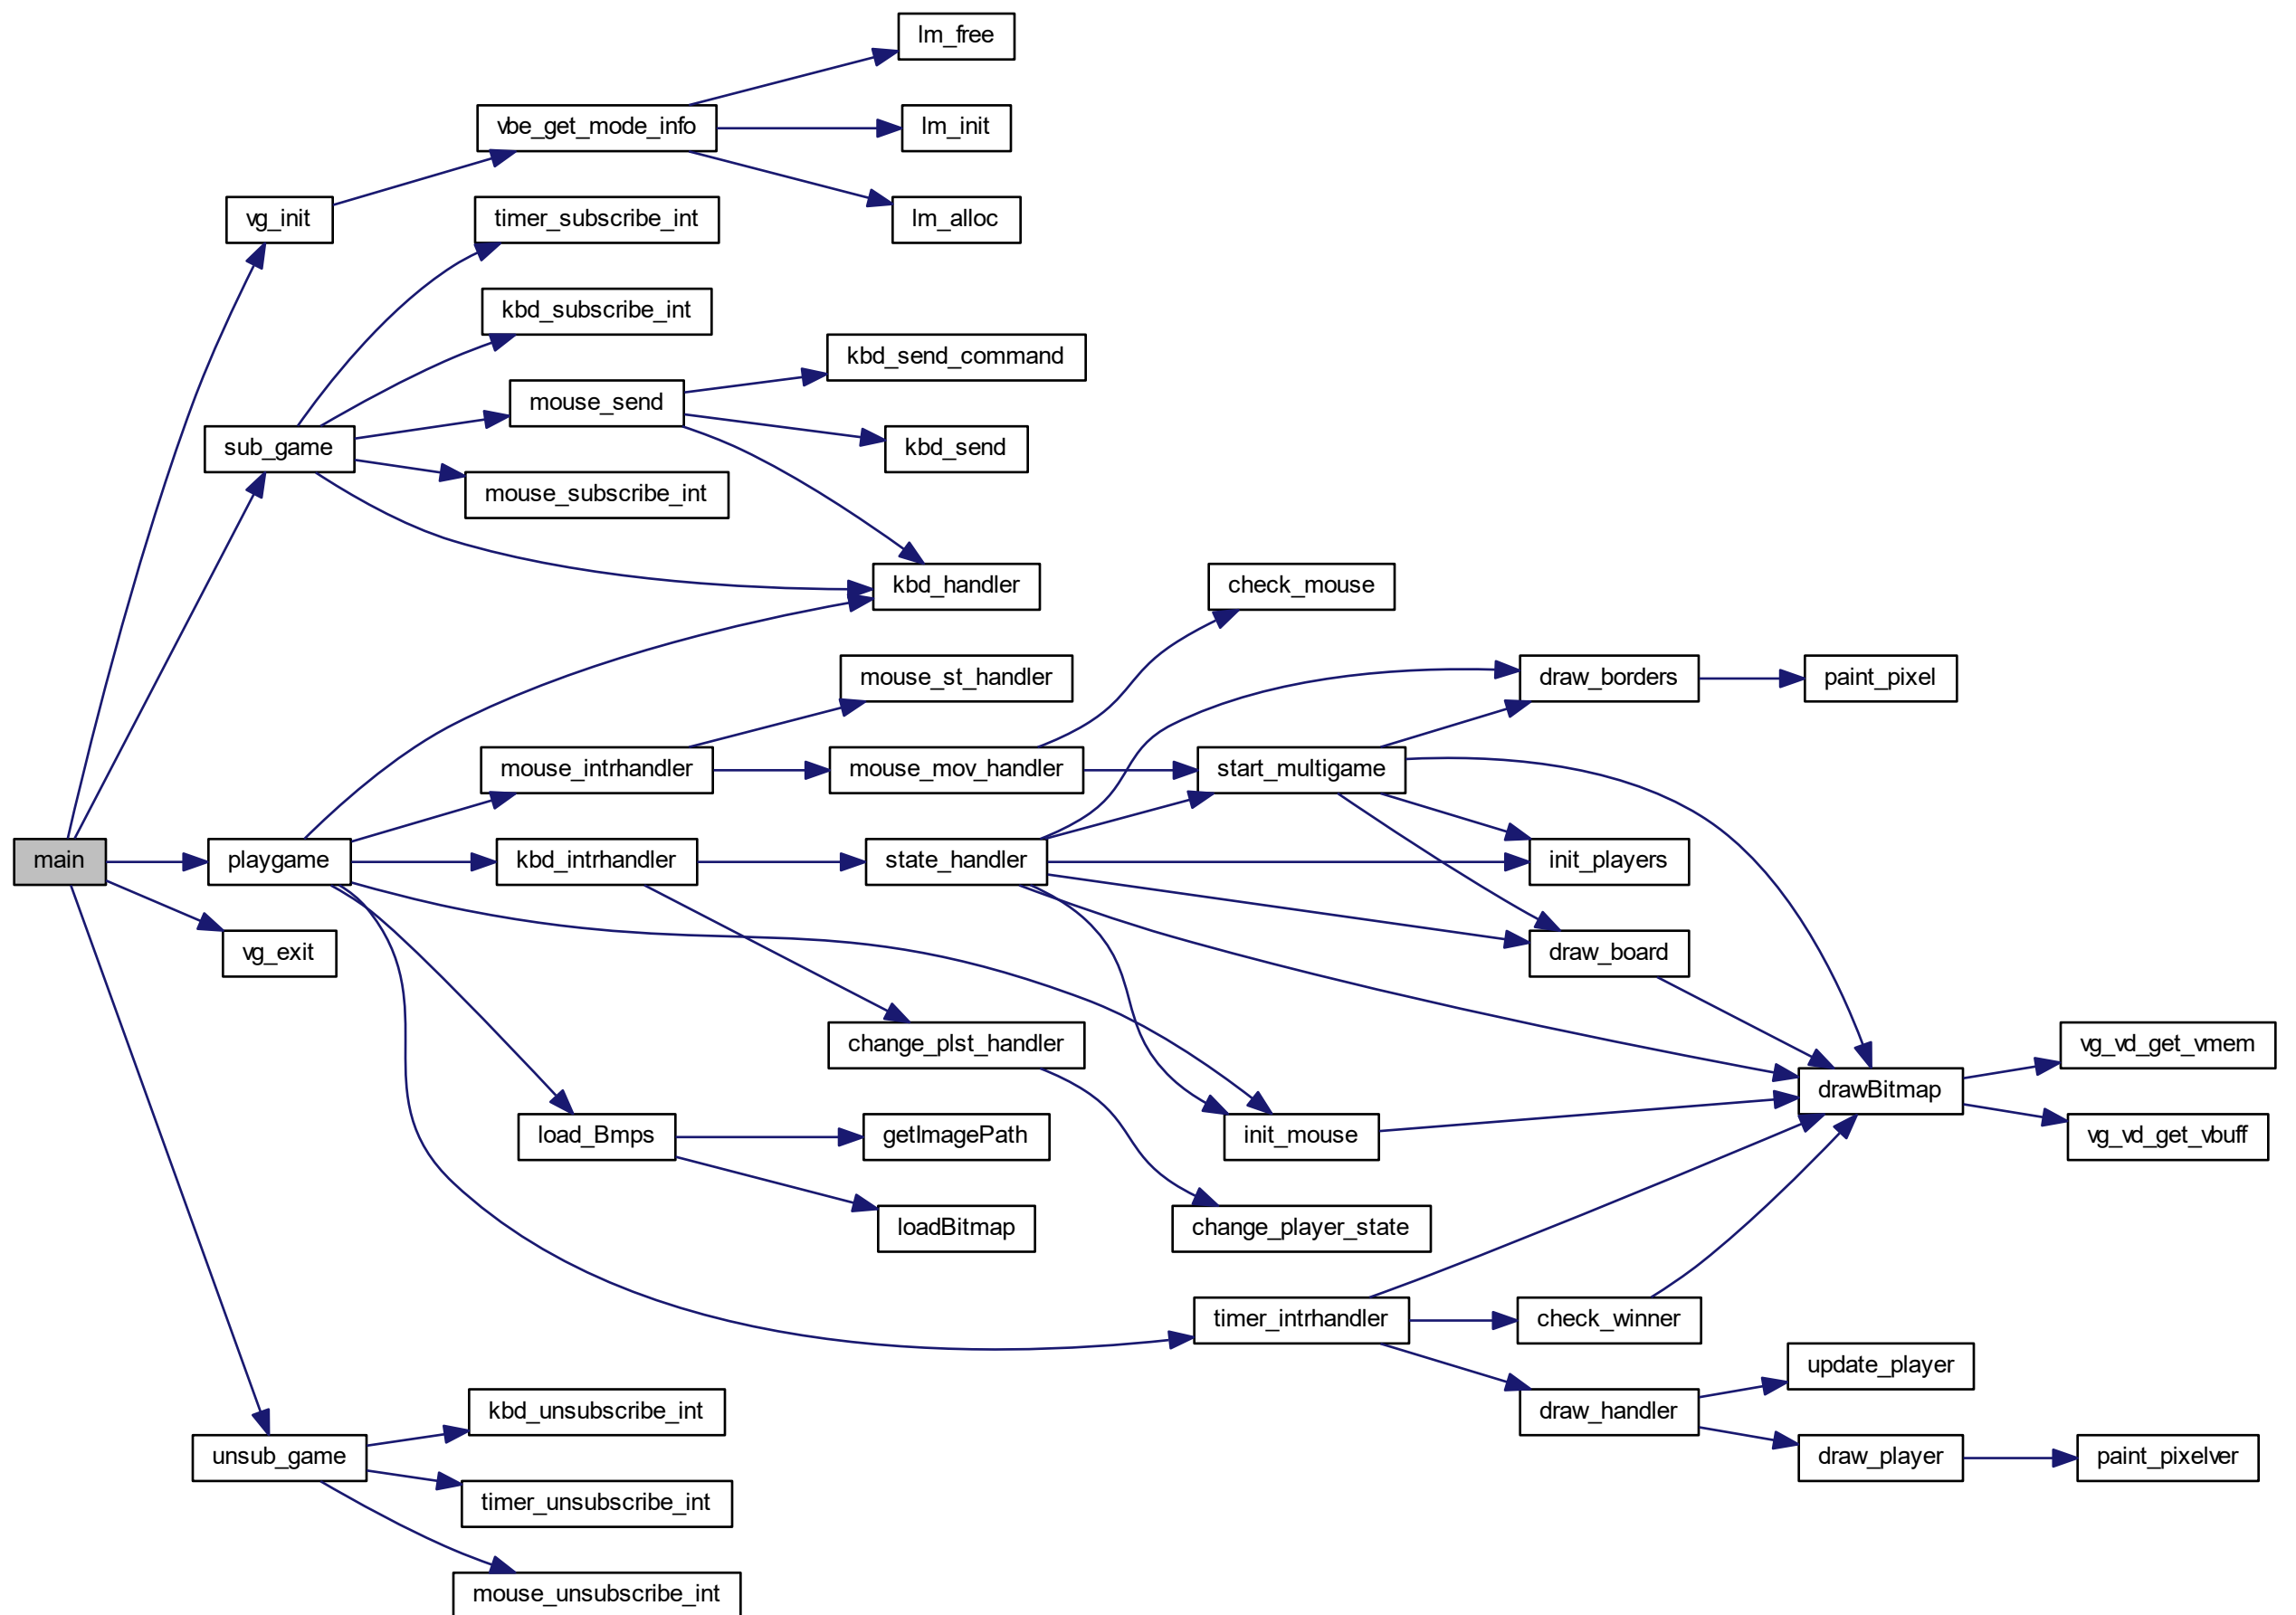 lm_free
vbe_get_mode_info
lm_init
vg_init
timer_subscribe_int
lm_alloc
kbd_subscribe_int
kbd_send_command
mouse_send
sub_game
kbd_send
mouse_subscribe_int
kbd_handler
check_mouse
mouse_st_handler
draw_borders
paint_pixel
mouse_intrhandler
mouse_mov_handler
start_multigame
main
playgame
kbd_intrhandler
state_handler
init_players
vg_exit
draw_board
change_plst_handler
vg_vd_get_vmem
drawBitmap
load_Bmps
getImagePath
init_mouse
vg_vd_get_vbuff
loadBitmap
change_player_state
timer_intrhandler
check_winner
update_player
kbd_unsubscribe_int
draw_handler
unsub_game
draw_player
paint_pixelver
timer_unsubscribe_int
mouse_unsubscribe_int